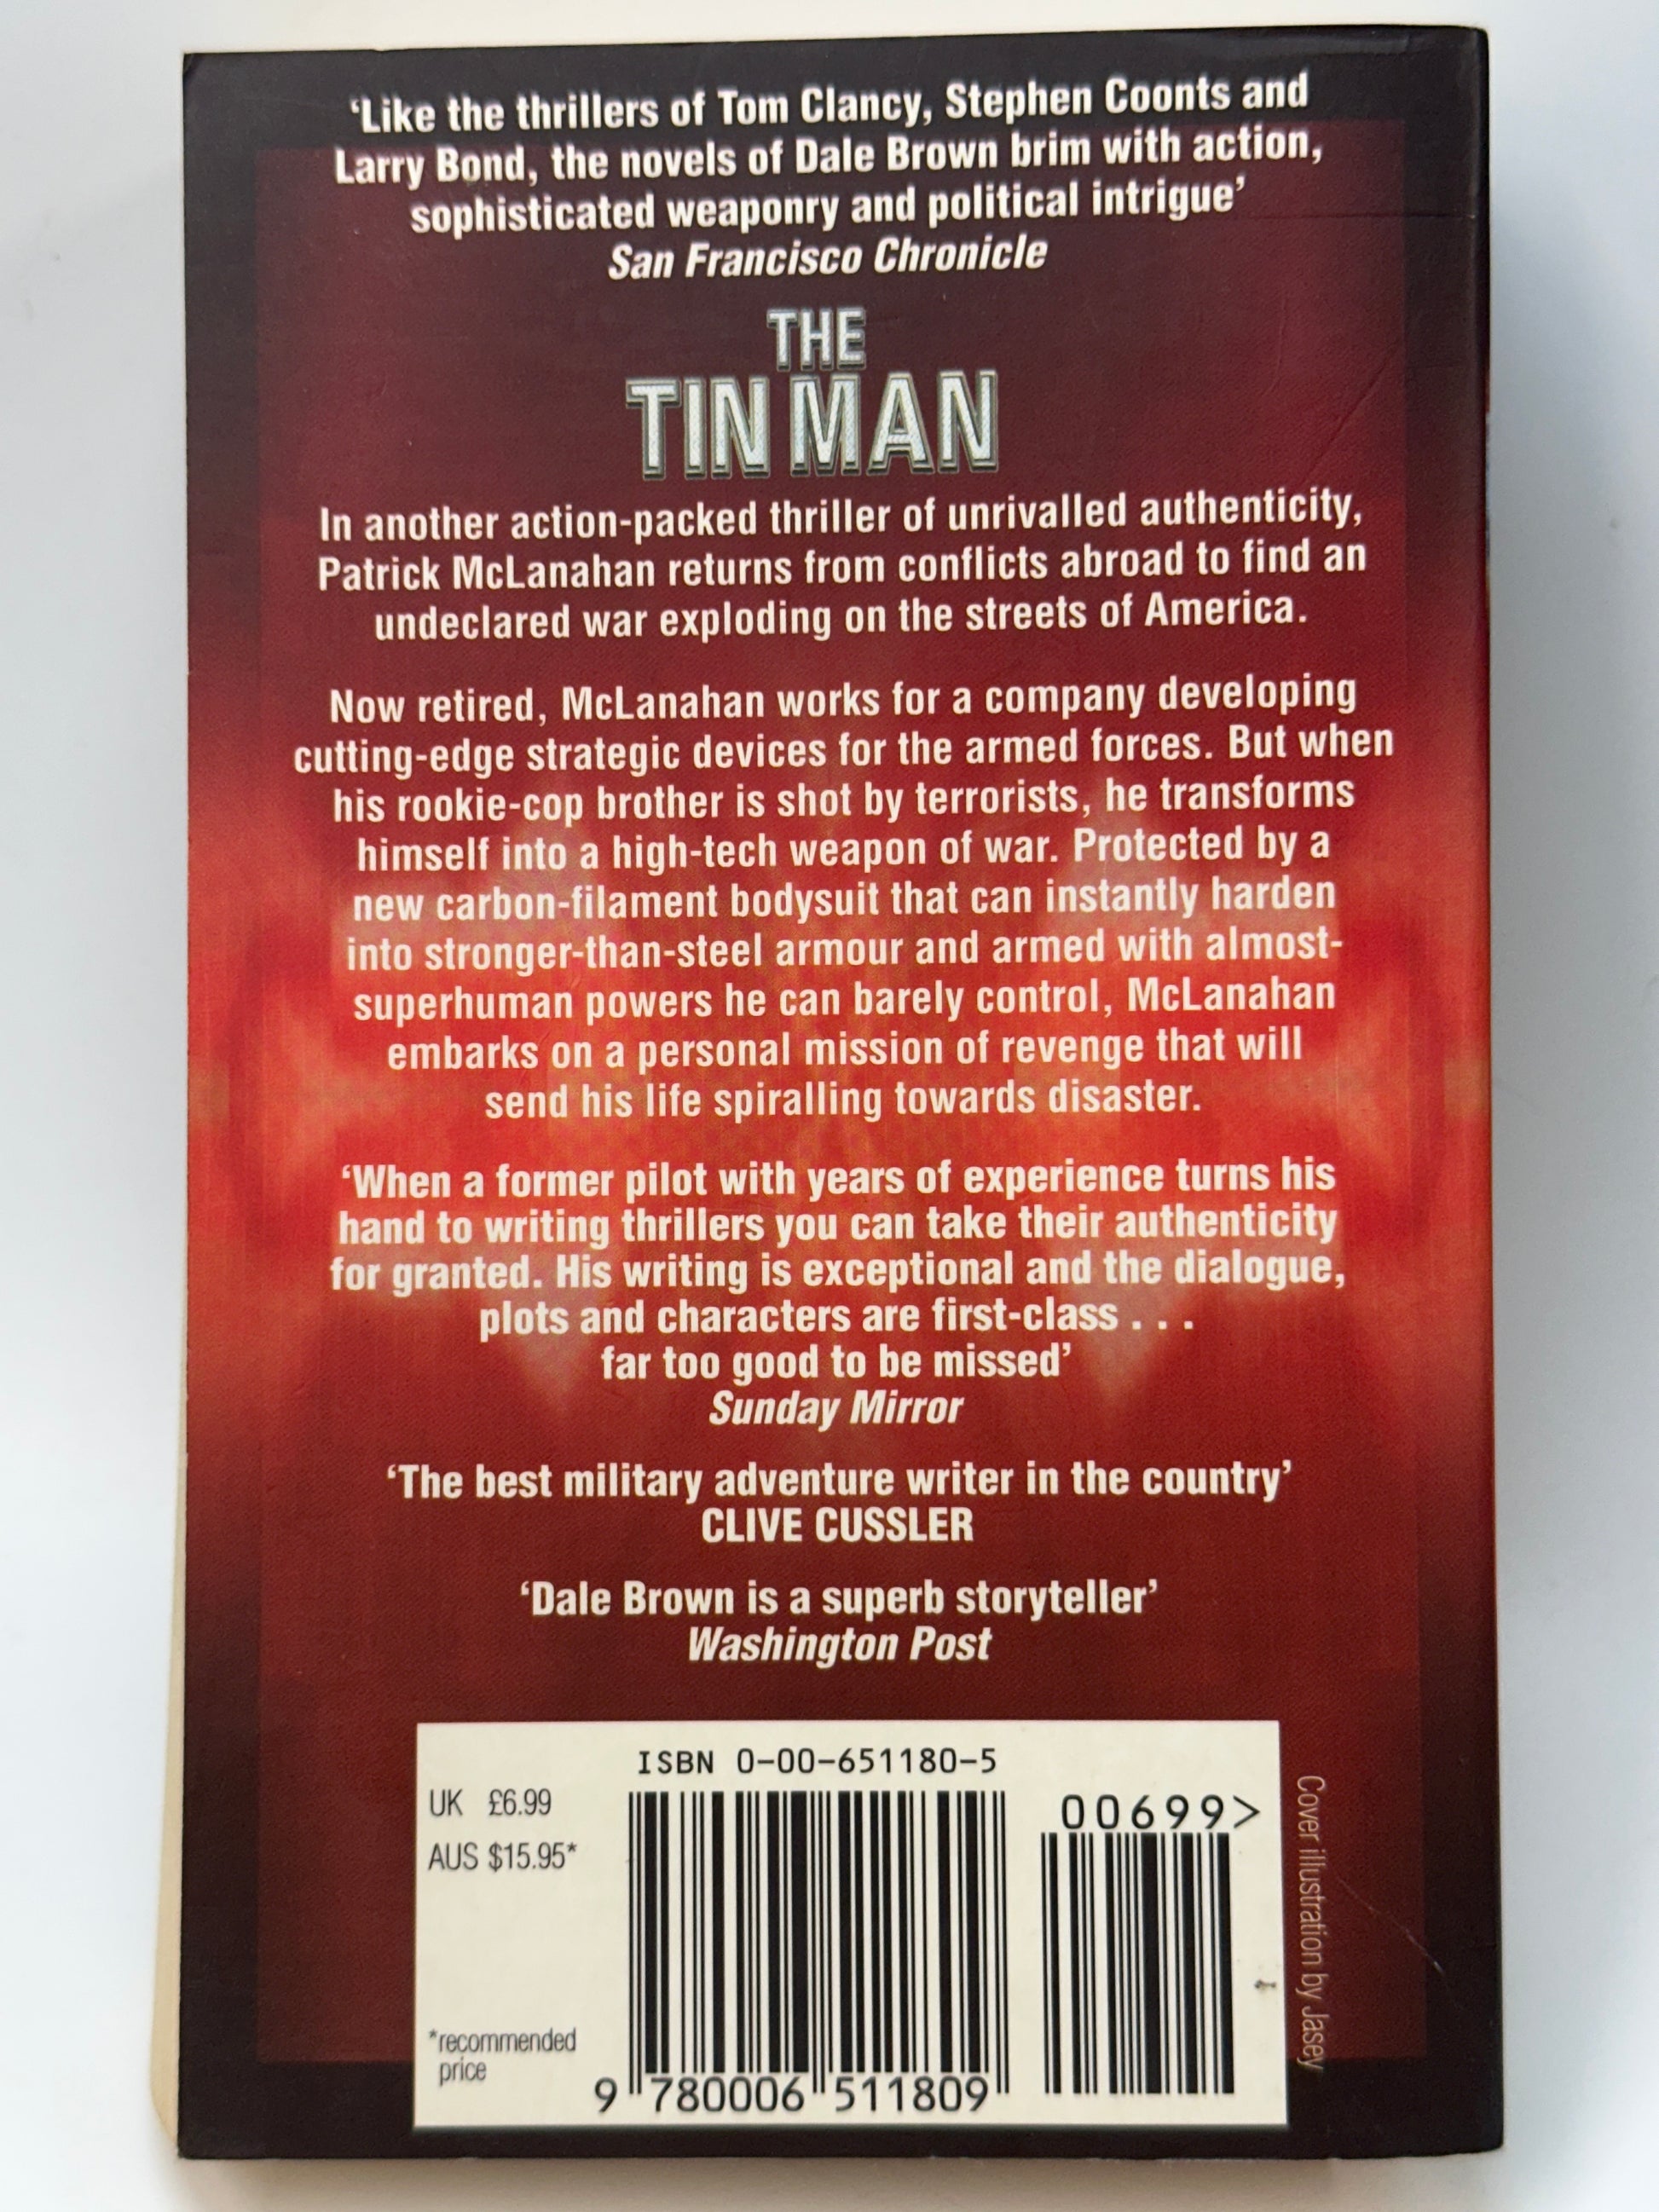 ‘Like the thrillers of Tom Clancy, Stephen Coonts and
Larry Bond, the novels of Dale Brown brim with action,
sophisticated weaponry and political intrigue’
San Francisco Chronicle
THE
TIN MAN
In another action-packed thriller of unrivalled authenticity,
Patrick McLanahan returns from conflicts abroad to find an
undeclared war exploding on the streets of America.
Now retired, McLanahan works for a company developing
cutting-edge strategic devices for the armed forces. But when
his rookie-cop brother is shot by terrorists, he transforms
himself into a high-tech weapon of war. Protected by a
new carbon-filament bodysuit that can instantly harden
into stronger-than-steel armour and armed with almost-
superhuman powers he can barely control, McLanahan
embarks on a personal mission of revenge that will
send his life spiralling towards disaster.
‘When a former pilot with years of experience turns his
hand to writing thrillers you can take their authenticity
for granted. His writing is exceptional and the dialogue,
plots and characters are first-class . . .
far too good to be missed’
Sunday Mirror
‘The best military adventure writer in the country’
CLIVE CUSSLER
‘Dale Brown is a superb storyteller’
Washington Post
ISBN 0-00-651180-5
UK £6.99
AUS $15.95*
*recommended
price
00699>
9 780006 511809
Cover illustration by Jasey